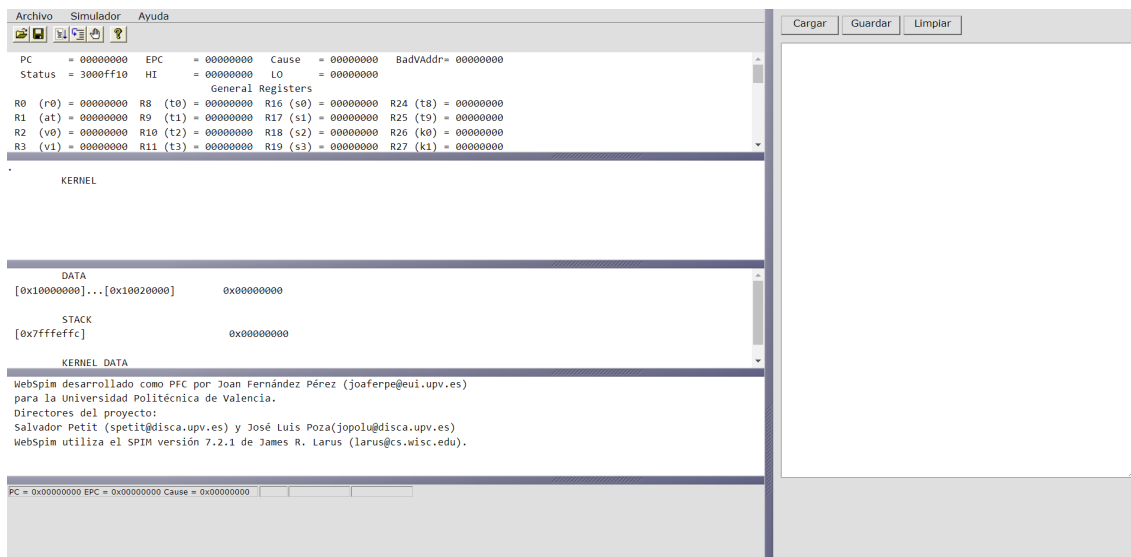 Archivo Simulador Ayuda
PC = 00000000 EPC = 00000000 Cause = 00000000 BadVAddr= 00000000
Status = 3000ff10 HI = 00000000 LO = 00000000
General Registers
R0 (r0) = 00000000 R8 (t0) = 00000000 R16 (s0) = 00000000 R24 (t8) = 00000000
R1 (at) = 00000000 R9 (t1) = 00000000 R17 (s1) = 00000000 R25 (t9) = 00000000
R2 (v0) = 00000000 R10 (t2) = 00000000 R18 (s2) = 00000000 R26 (k0) = 00000000
R3 (v1) = 00000000 R11 (t3) = 00000000 R19 (s3) = 00000000 R27 (k1) = 00000000
KERNEL
DATA
[0x10000000]...[0x10020000] 0x00000000
STACK
[0x7fffeffc] 0x00000000
KERNEL DATA
WebSpim desarrollado como PFC por Joan Fernández Pérez (joaferpe@eui.upv.es)
para la Universidad Politécnica de Valencia.
Directores del proyecto:
Salvador Petit (spetit@disca.upv.es) y José Luis Poza(jopolu@disca.upv.es)
WebSpim utiliza el SPIM versión 7.2.1 de James R. Larus (larus@cs.wisc.edu).
PC = 0x00000000 EPC = 0x00000000 Cause = 0x00000000
Cargar Guardar Limpiar